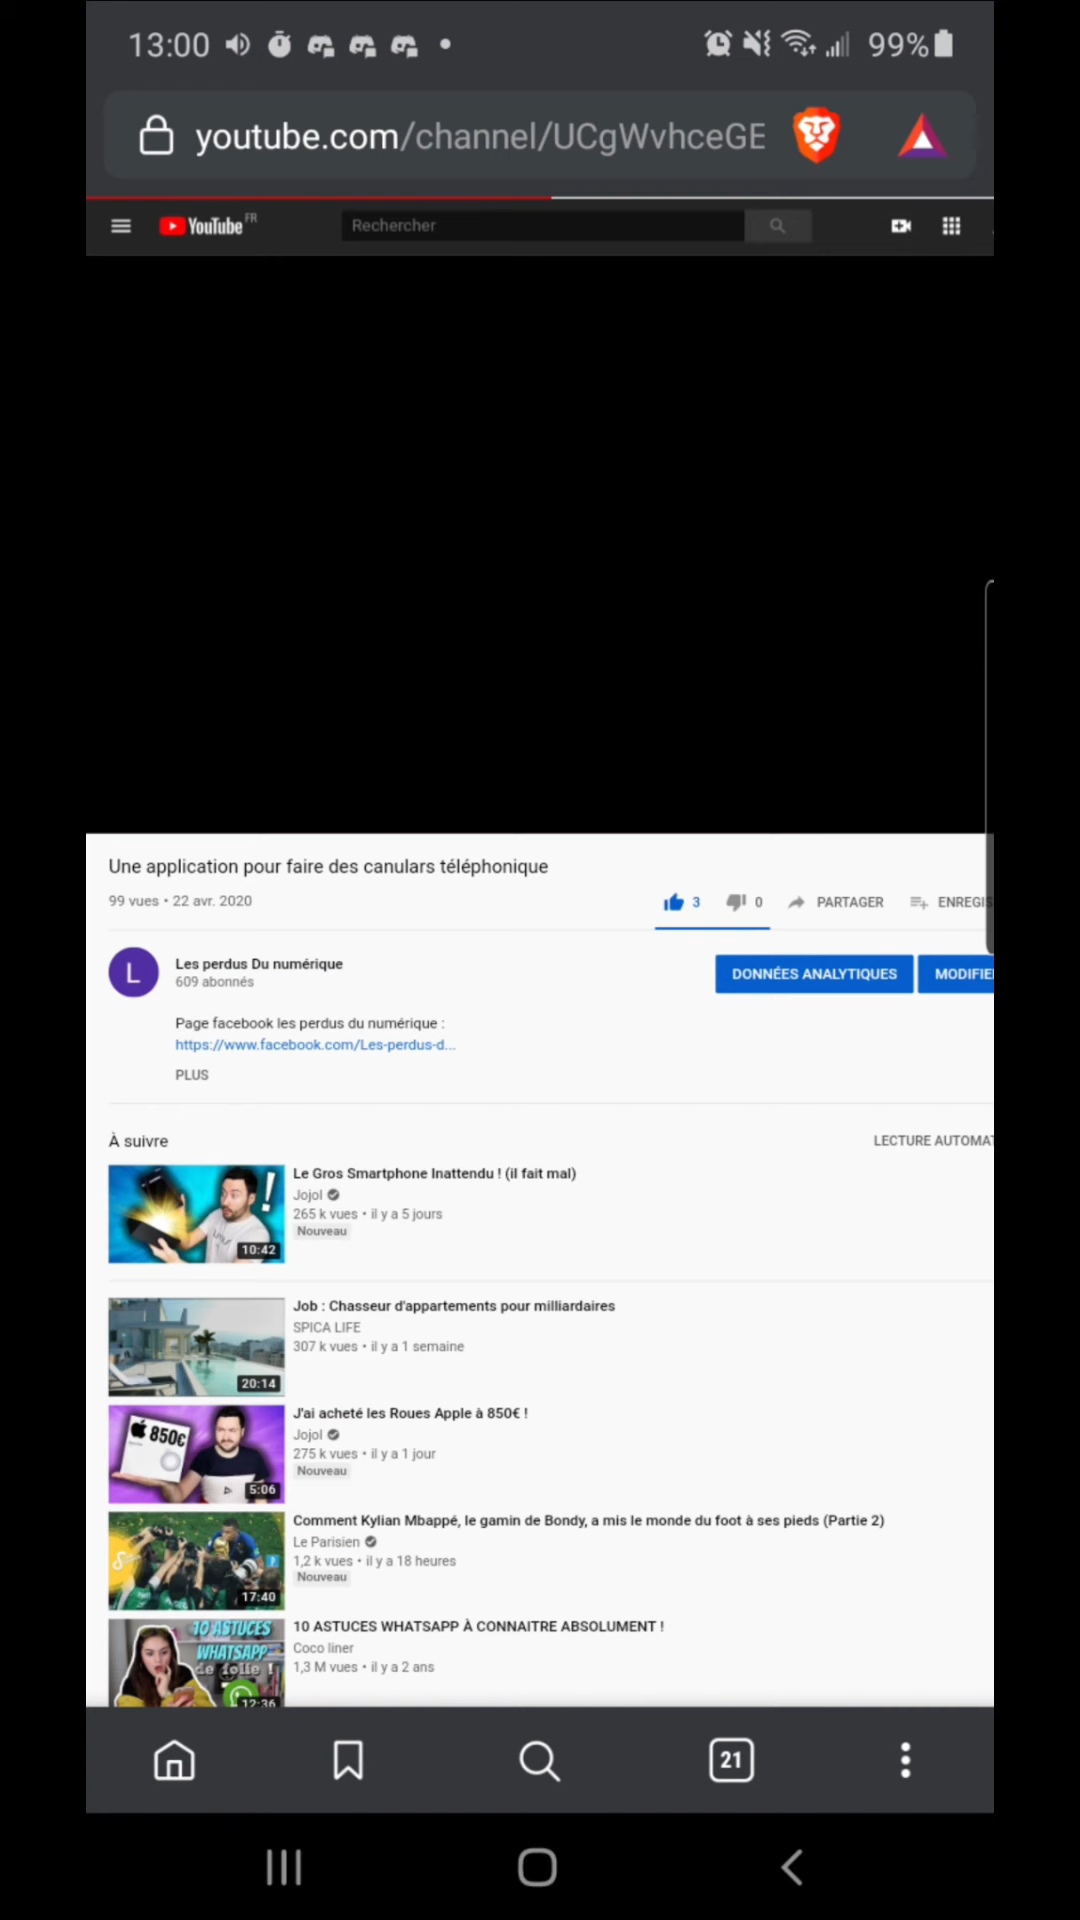 13:00
99%
youtube.com/channel/UCgWvhceGE
YouTube FR
Rechercher
Une application pour faire des canulars téléphonique
99 vues • 22 avr. 2020
3
0
PARTAGER
ENREGIS
L
Les perdus Du numérique
609 abonnés
DONNÉES ANALYTIQUES
MODIFIE
Page facebook les perdus du numérique :
https://www.facebook.com/Les-perdus-d...
PLUS
À suivre
LECTURE AUTOMAT
10:42
Le Gros Smartphone Inattendu ! (il fait mal)
Jojol
265 k vues • il y a 5 jours
Nouveau
20:14
Job : Chasseur d'appartements pour milliardaires
SPICA LIFE
307 k vues • il y a 1 semaine
850€
5:06
J'ai acheté les Roues Apple à 850€ !
Jojol
275 k vues • il y a 1 jour
Nouveau
17:40
Comment Kylian Mbappé, le gamin de Bondy, a mis le monde du foot à ses pieds (Partie 2)
Le Parisien
1,2 k vues • il y a 18 heures
Nouveau
10 ASTUCES
WHATSAPP
de folie !
12:36
10 ASTUCES WHATSAPP À CONNAITRE ABSOLUMENT !
Coco liner
1,3 M vues • il y a 2 ans
21